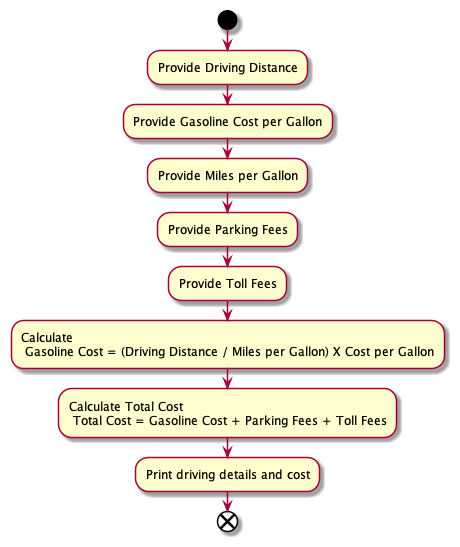 Provide Driving Distance
Provide Gasoline Cost per Gallon
Provide Miles per Gallon
Provide Parking Fees
Provide Toll Fees
Calculate
Gasoline Cost = (Driving Distance / Miles per Gallon) X Cost per Gallon
Calculate Total Cost
Total Cost = Gasoline Cost + Parking Fees + Toll Fees
Print driving details and cost